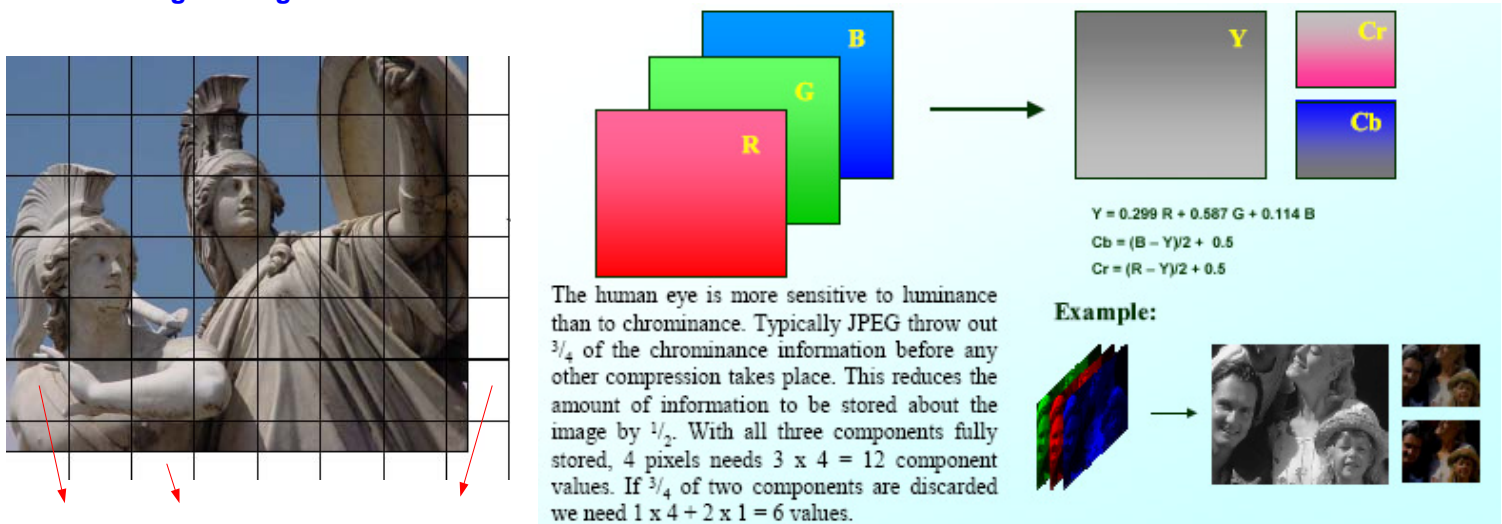 B
G
R
Y
Cr
Cb
Y = 0.299 R + 0.587 G + 0.114 B
Cb = (B – Y)/2 + 0.5
Cr = (R – Y)/2 + 0.5
The human eye is more sensitive to luminance
than to chrominance. Typically JPEG throw out
3/4 of the chrominance information before any
other compression takes place. This reduces the
amount of information to be stored about the
image by 1/2. With all three components fully
stored, 4 pixels needs 3 x 4 = 12 component
values. If 3/4 of two components are discarded
we need 1 x 4 + 2 x 1 = 6 values.
Example: